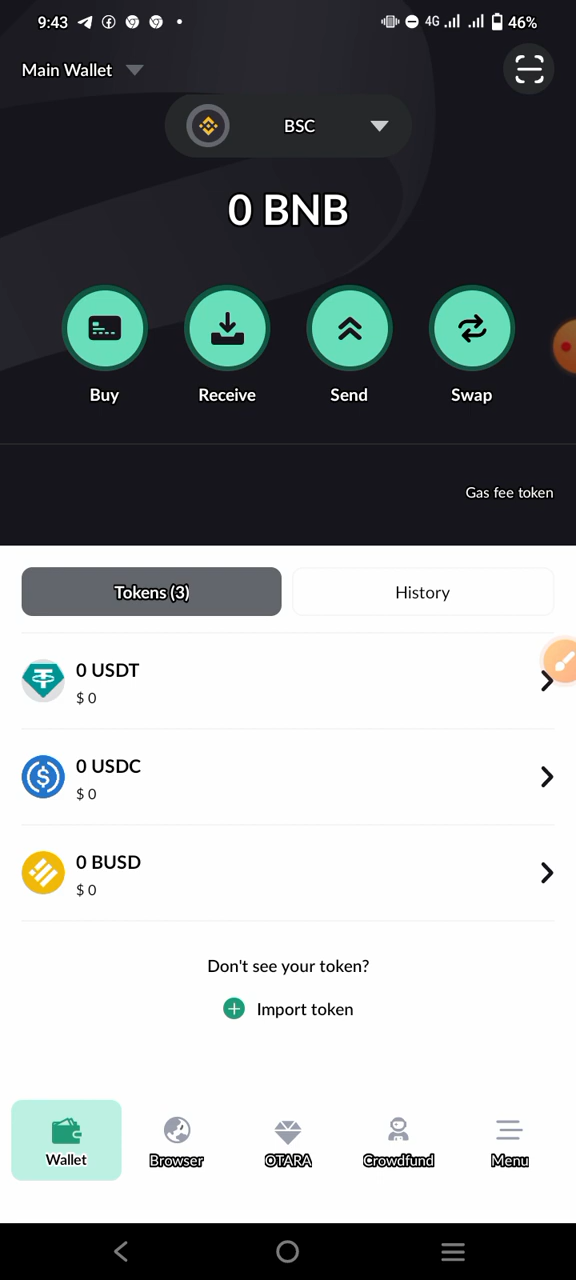 9:43
4G
46%
Main Wallet
BSC
0 BNB
Buy
Receive
Send
Swap
Gas fee token
Tokens (3)
History
0 USDT
$ 0
0 USDC
$ 0
0 BUSD
$ 0
Don't see your token?
Import token
Wallet
Browser
OTARA
Crowdfund
Menu